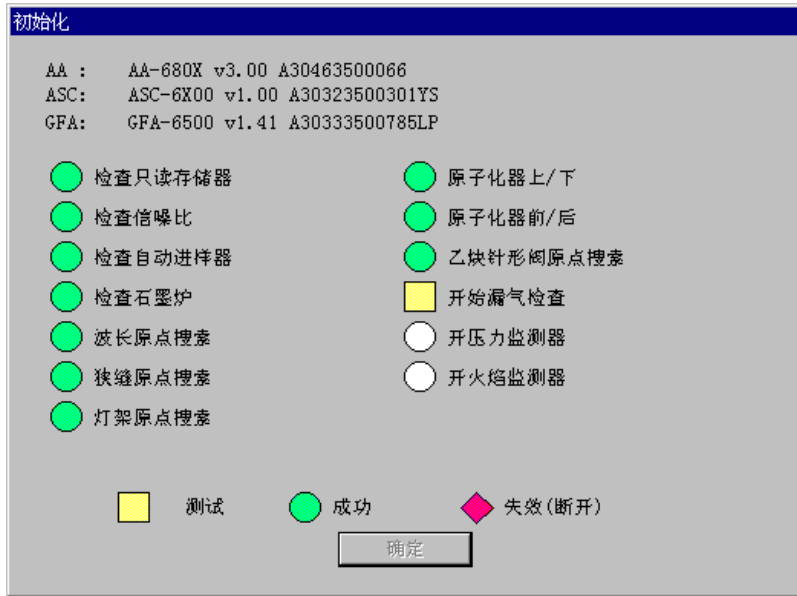 初始化
AA : AA-680X v3.00 A30463500066
ASC: ASC-6X00 v1.00 A30323500301YS
GFA: GFA-6500 v1.41 A30333500785LP
检查只读存储器
检查信噪比
检查自动进样器
检查石墨炉
波长原点搜索
狭缝原点搜索
灯架原点搜索
原子化器上/下
原子化器前/后
乙炔针形阀原点搜素
开始漏气检查
开压力监测器
开火焰监测器
测试 成功 失效(断开)
确定